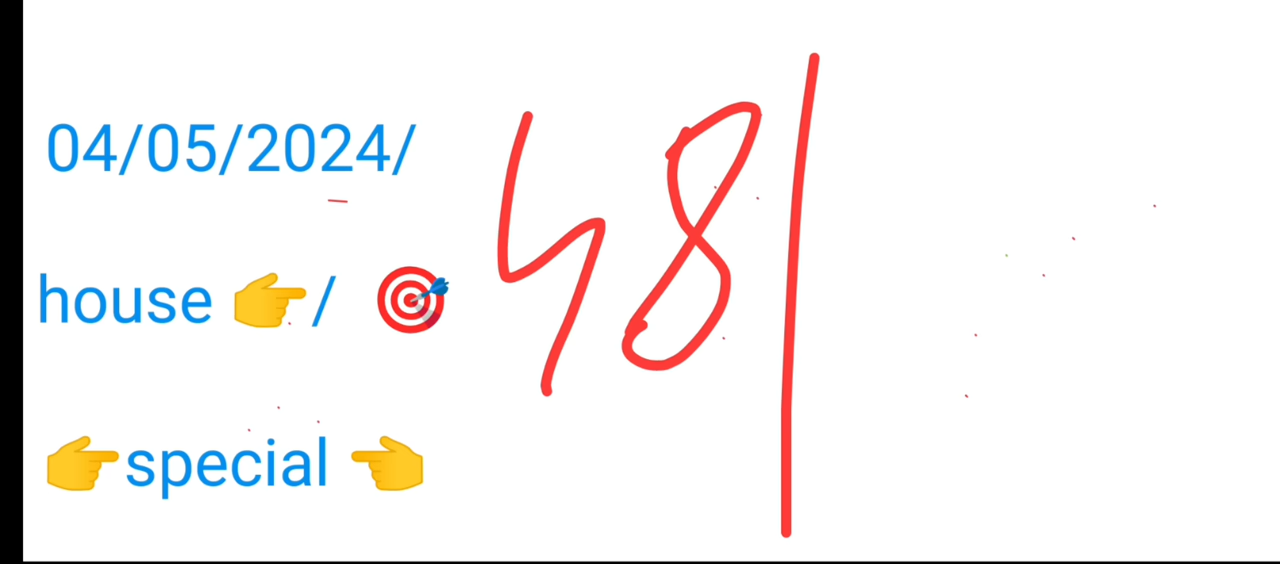 04/05/2024/
house 👉/ 🎯
👉special 👈
48|